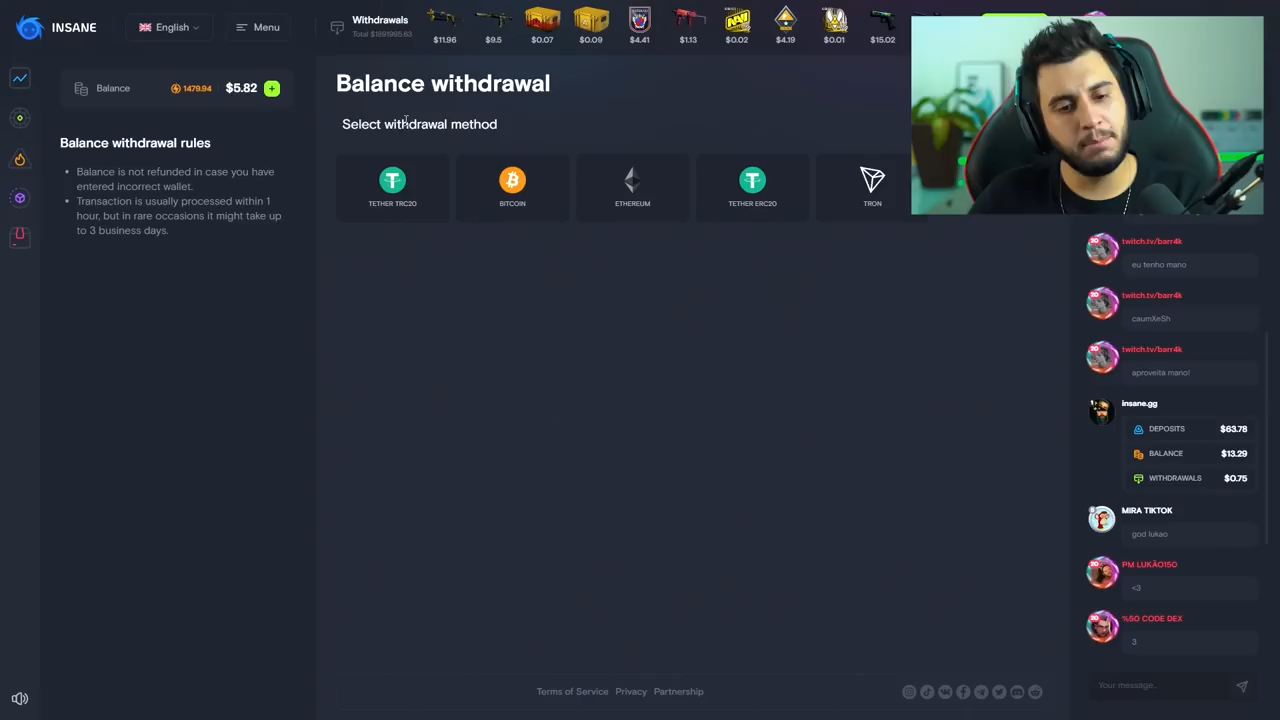 INSANE
English
Menu
Withdrawals
Total $1891995.63
$11.96
$9.5
$0.07
$0.09
$4.41
$1.13
$0.02
$4.19
$0.01
$15.02
Balance
1479.94
$5.82
+
Balance withdrawal rules
Balance is not refunded in case you have
entered incorrect wallet.
Transaction is usually processed within 1
hour, but in rare occasions it might take up
to 3 business days.
Balance withdrawal
Select withdrawal method
TETHER TRC20
BITCOIN
ETHEREUM
TETHER ERC20
TRON
twitch.tv/barr4k
eu tenho mano
twitch.tv/barr4k
caumXeSh
twitch.tv/barr4k
aproveita mano!
insane.gg
DEPOSITS $63.78
BALANCE $13.29
WITHDRAWALS $0.75
MIRA TIKTOK
god lukao
PM LUKÃO150
<3
%50 CODE DEX
3
Your message...
Terms of Service Privacy Partnership